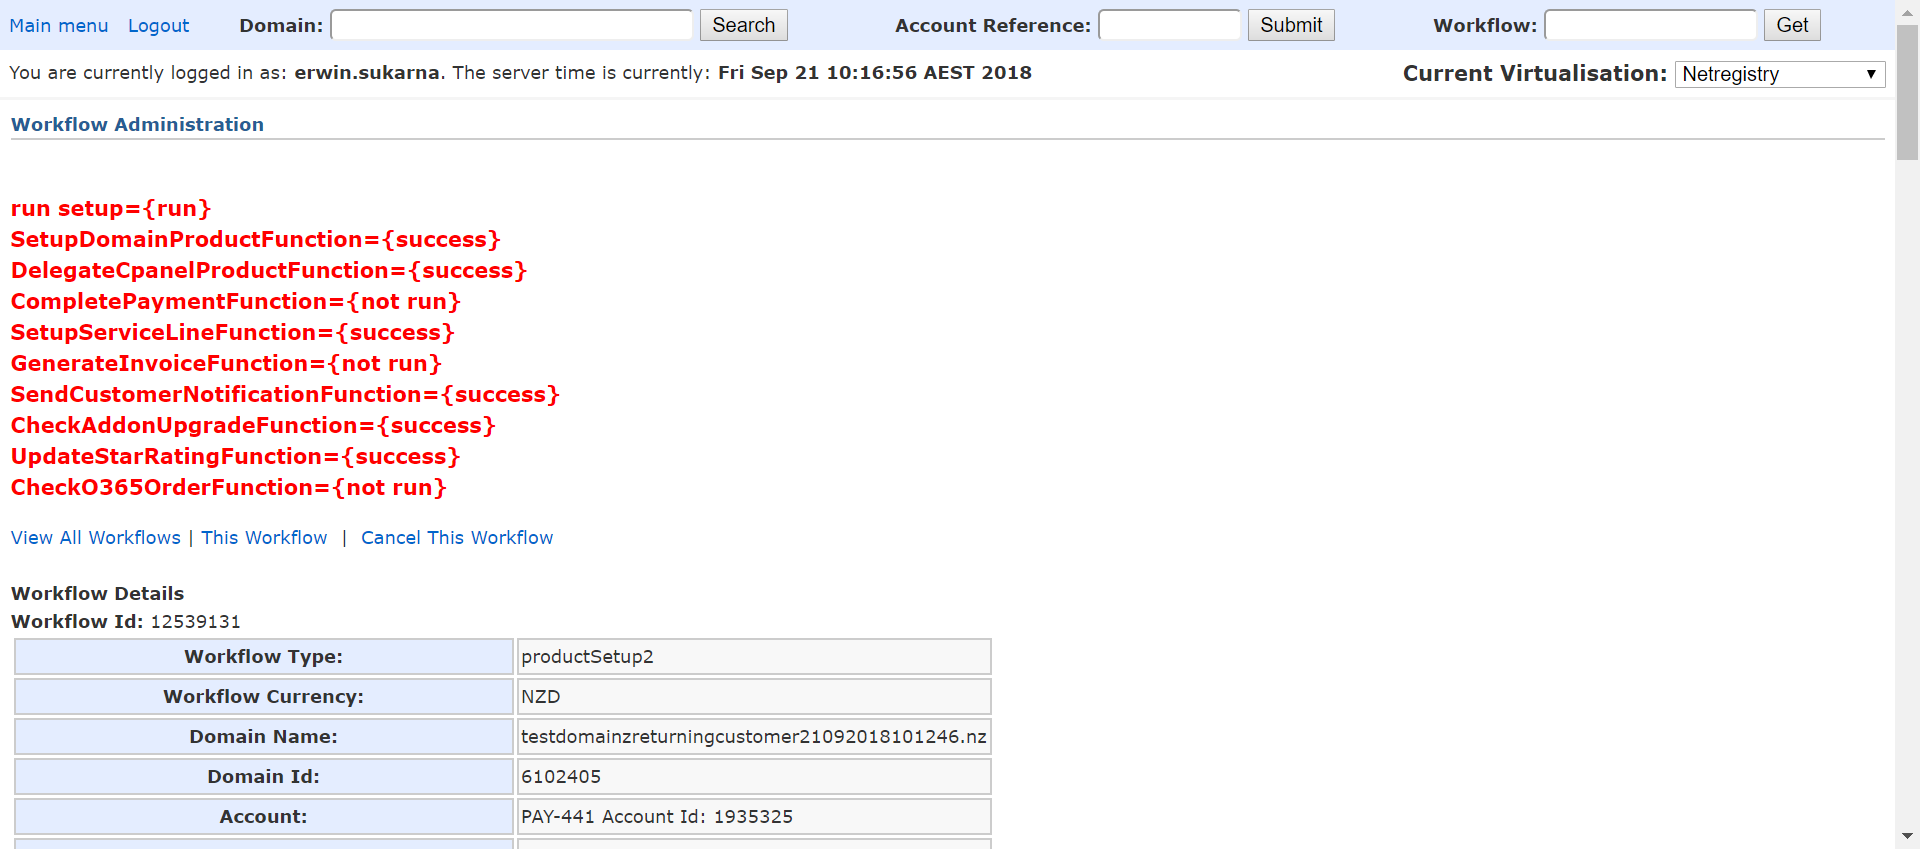 Main menu Logout Domain: Search Account Reference: Submit Workflow: Get
You are currently logged in as: erwin.sukarna. The server time is currently: Fri Sep 21 10:16:56 AEST 2018 Current Virtualisation: Netregistry
Workflow Administration
run setup={run}
SetupDomainProductFunction={success}
DelegateCpanelProductFunction={success}
CompletePaymentFunction={not run}
SetupServiceLineFunction={success}
GenerateInvoiceFunction={not run}
SendCustomerNotificationFunction={success}
CheckAddonUpgradeFunction={success}
UpdateStarRatingFunction={success}
CheckO365OrderFunction={not run}
View All Workflows | This Workflow | Cancel This Workflow
Workflow Details
Workflow Id: 12539131
Workflow Type: productSetup2
Workflow Currency: NZD
Domain Name: testdomainzreturningcustomer21092018101246.nz
Domain Id: 6102405
Account: PAY-441 Account Id: 1935325